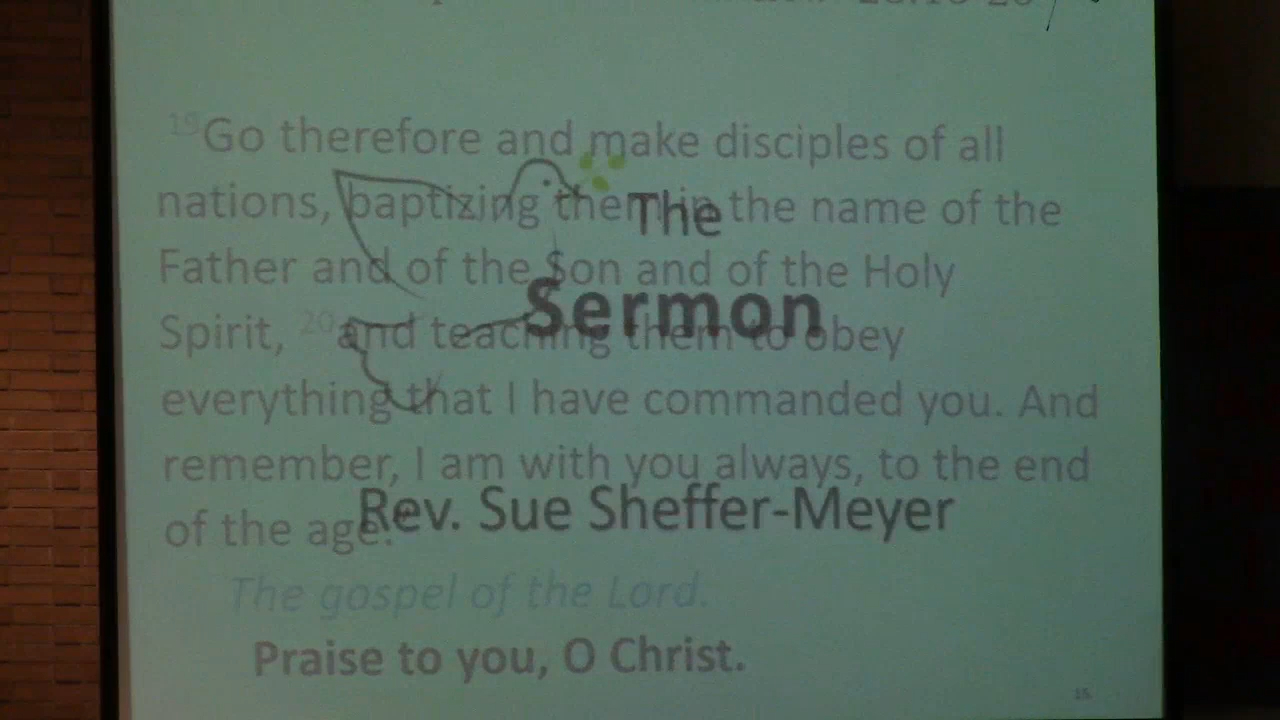 19Go therefore and make disciples of all
nations, baptizing them in the name of the
The
Father and of the Son and of the Holy
Sermon
Spirit, 20and teaching them to obey
everything that I have commanded you. And
remember, I am with you always, to the end
Rev. Sue Sheffer-Meyer
of the age.
The gospel of the Lord.
Praise to you, O Christ.
15